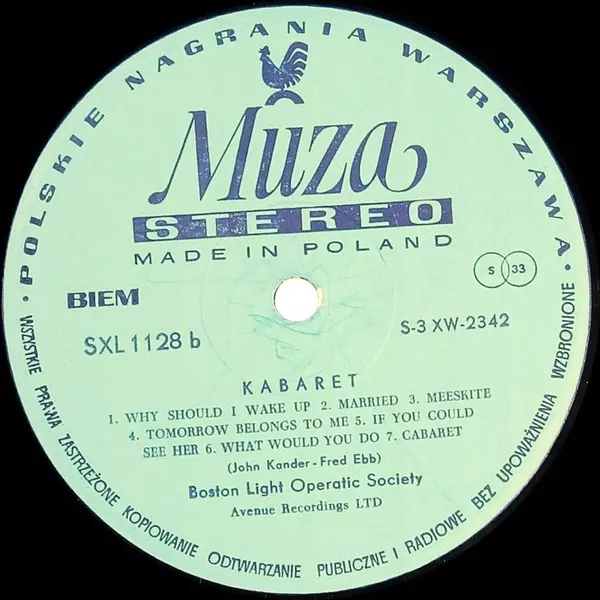 • POLSKIE NAGRANIA WARSZAWA •
Muza
STEREO
MADE IN POLAND
S 33
BIEM
SXL 1128 b
S-3 XW-2342
KABARET
1. WHY SHOULD I WAKE UP 2. MARRIED 3. MEESKITE
4. TOMORROW BELONGS TO ME 5. IF YOU COULD
SEE HER 6. WHAT WOULD YOU DO 7. CABARET
(John Kander - Fred Ebb)
Boston Light Operatic Society
Avenue Recordings LTD
WSZYSTKIE PRAWA ZASTRZEŻONE KOPIOWANIE ODTWARZANIE PUBLICZNE I RADIOWE BEZ UPOWAŻNIENIA WZBRONIONE